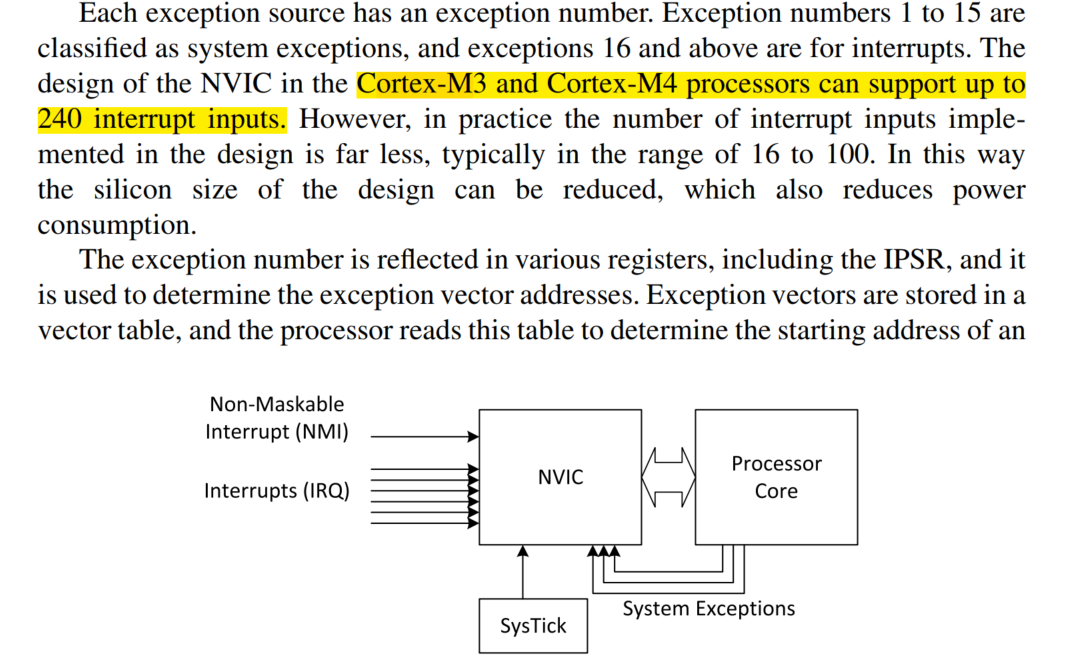 Each exception source has an exception number. Exception numbers 1 to 15 are
classified as system exceptions, and exceptions 16 and above are for interrupts. The
design of the NVIC in the Cortex-M3 and Cortex-M4 processors can support up to
240 interrupt inputs. However, in practice the number of interrupt inputs imple-
mented in the design is far less, typically in the range of 16 to 100. In this way
the silicon size of the design can be reduced, which also reduces power
consumption.
The exception number is reflected in various registers, including the IPSR, and it
is used to determine the exception vector addresses. Exception vectors are stored in a
vector table, and the processor reads this table to determine the starting address of an
Non-Maskable
Interrupt (NMI)
Interrupts (IRQ)
NVIC
Processor
Core
System Exceptions
SysTick